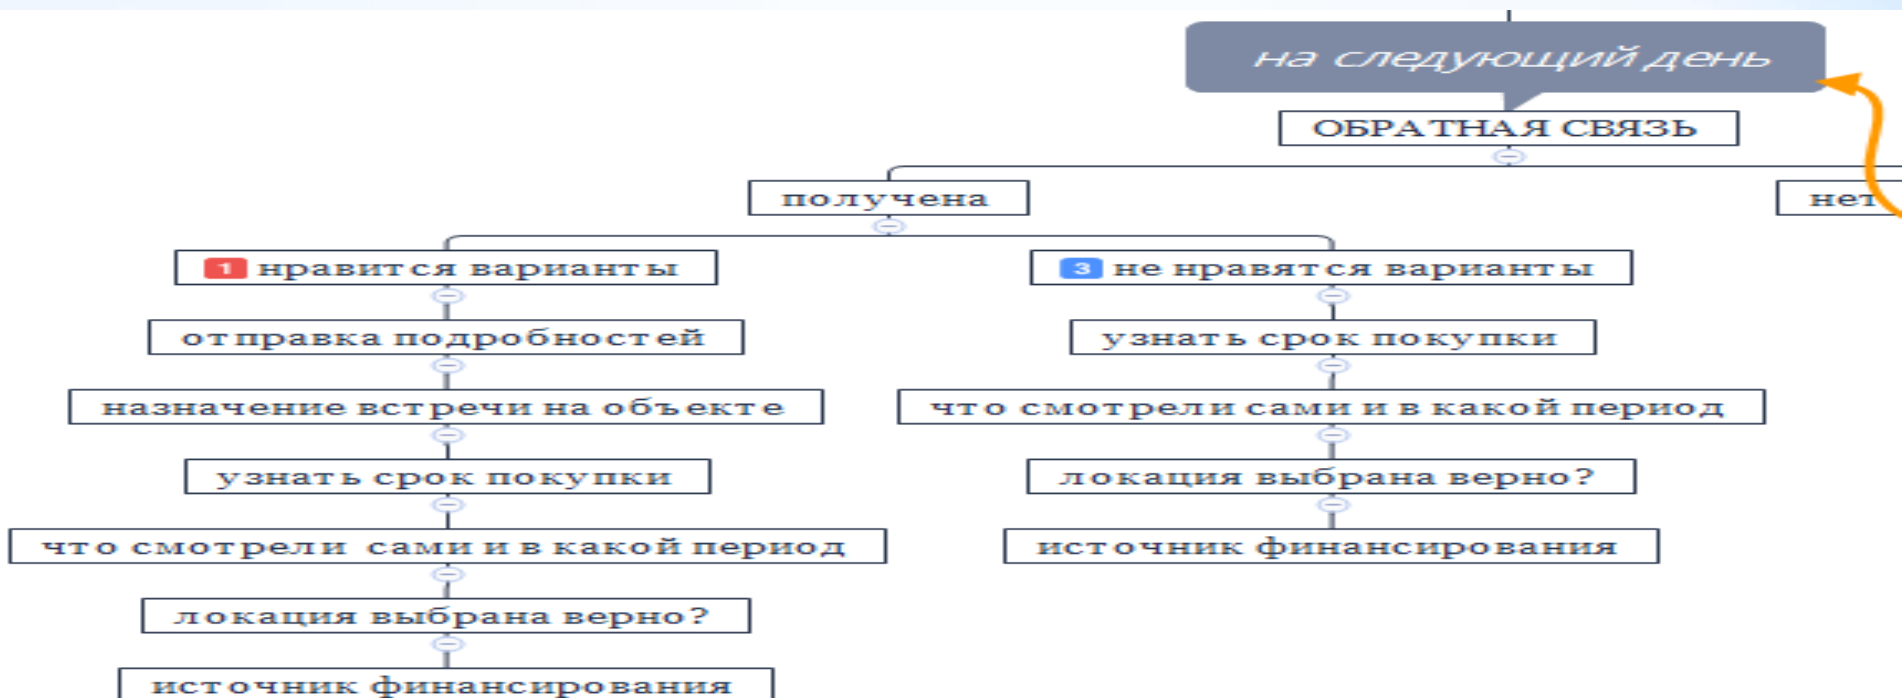 на следующий день
ОБРАТНАЯ СВЯЗЬ
получена
нет
1 нравится варианты
3 не нравятся варианты
отправка подробностей
узнать срок покупки
назначение встречи на объекте
что смотрели сами и в какой период
узнать срок покупки
локация выбрана верно?
что смотрели сами и в какой период
источник финансирования
локация выбрана верно?
источник финансирования